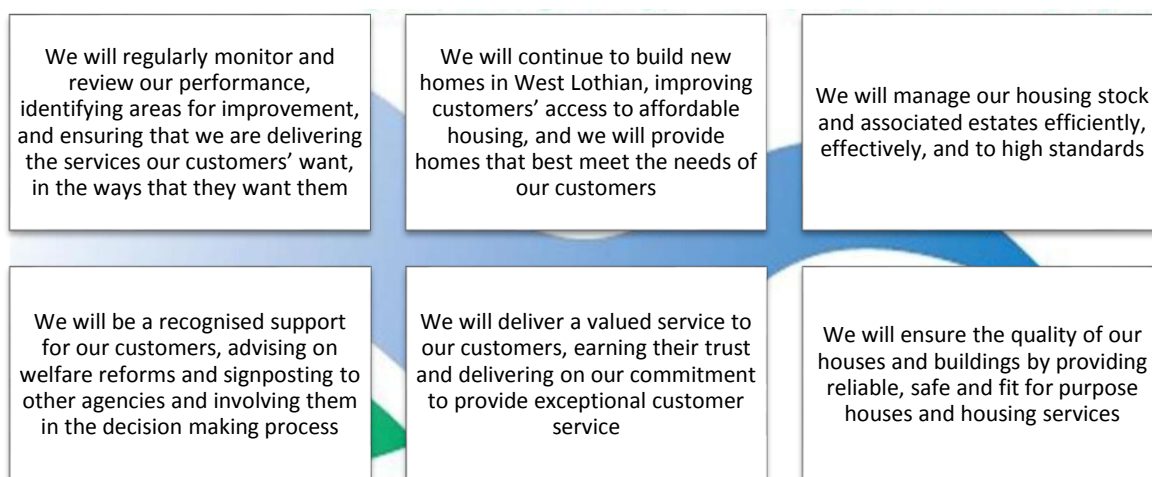 We will regularly monitor and
review our performance,
identifying areas for improvement,
and ensuring that we are delivering
the services our customers’ want,
in the ways that they want them
We will continue to build new
homes in West Lothian, improving
customers’ access to affordable
housing, and we will provide
homes that best meet the needs of
our customers
We will manage our housing stock
and associated estates efficiently,
effectively, and to high standards
We will be a recognised support
for our customers, advising on
welfare reforms and signposting to
other agencies and involving them
in the decision making process
We will deliver a valued service to
our customers, earning their trust
and delivering on our commitment
to provide exceptional customer
service
We will ensure the quality of our
houses and buildings by providing
reliable, safe and fit for purpose
houses and housing services